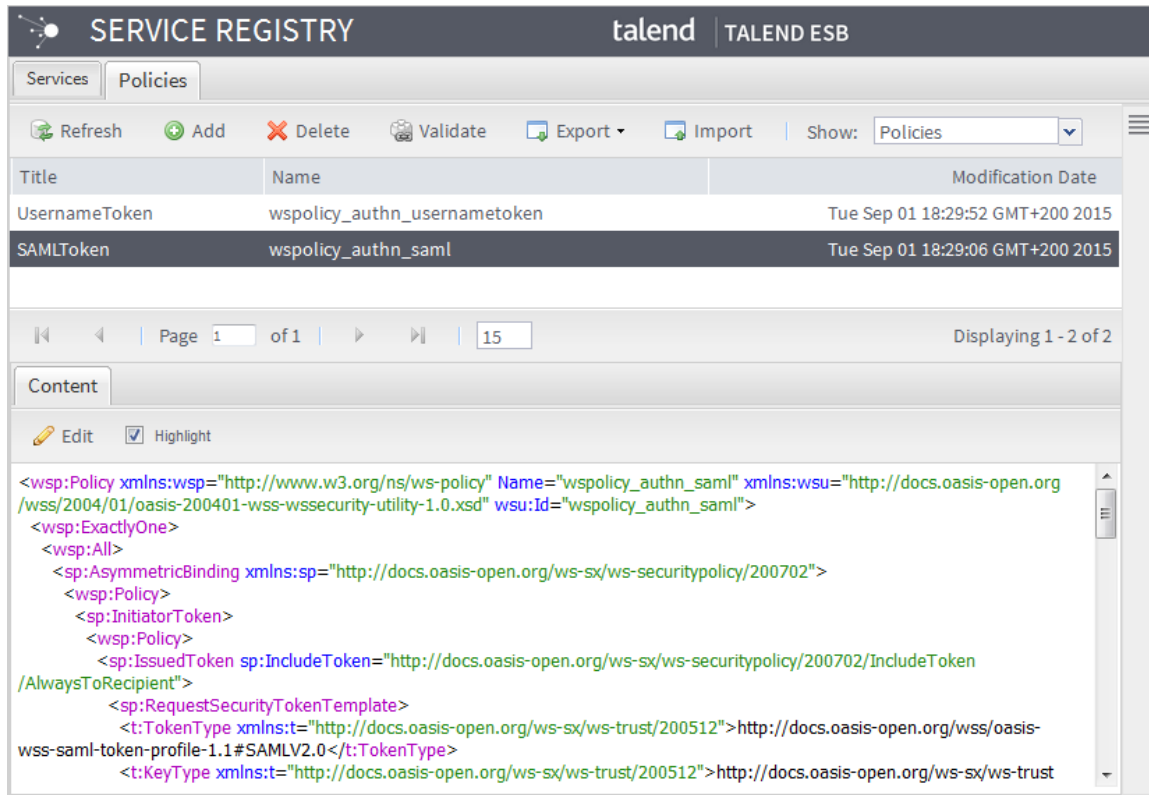 SERVICE REGISTRY talend TALEND ESB
Services Policies
Refresh Add Delete Validate Export Import Show: Policies
Title Name Modification Date
UsernameToken wspolicy_authn_usernametoken Tue Sep 01 18:29:52 GMT+200 2015
SAMLToken wspolicy_authn_saml Tue Sep 01 18:29:06 GMT+200 2015
Page 1 of 1 15 Displaying 1 - 2 of 2
Content
Edit Highlight
<wsp:Policy xmlns:wsp="http://www.w3.org/ns/ws-policy" Name="wspolicy_authn_saml" xmlns:wsu="http://docs.oasis-open.org
/wss/2004/01/oasis-200401-wss-wssecurity-utility-1.0.xsd" wsu:Id="wspolicy_authn_saml">
<wsp:ExactlyOne>
<wsp:All>
<sp:AsymmetricBinding xmlns:sp="http://docs.oasis-open.org/ws-sx/ws-securitypolicy/200702">
<wsp:Policy>
<sp:InitiatorToken>
<wsp:Policy>
<sp:IssuedToken sp:IncludeToken="http://docs.oasis-open.org/ws-sx/ws-securitypolicy/200702/IncludeToken
/AlwaysToRecipient">
<sp:RequestSecurityTokenTemplate>
<t:TokenType xmlns:t="http://docs.oasis-open.org/ws-sx/ws-trust/200512">http://docs.oasis-open.org/wss/oasis-
wss-saml-token-profile-1.1#SAMLV2.0</t:TokenType>
<t:KeyType xmlns:t="http://docs.oasis-open.org/ws-sx/ws-trust/200512">http://docs.oasis-open.org/ws-sx/ws-trust